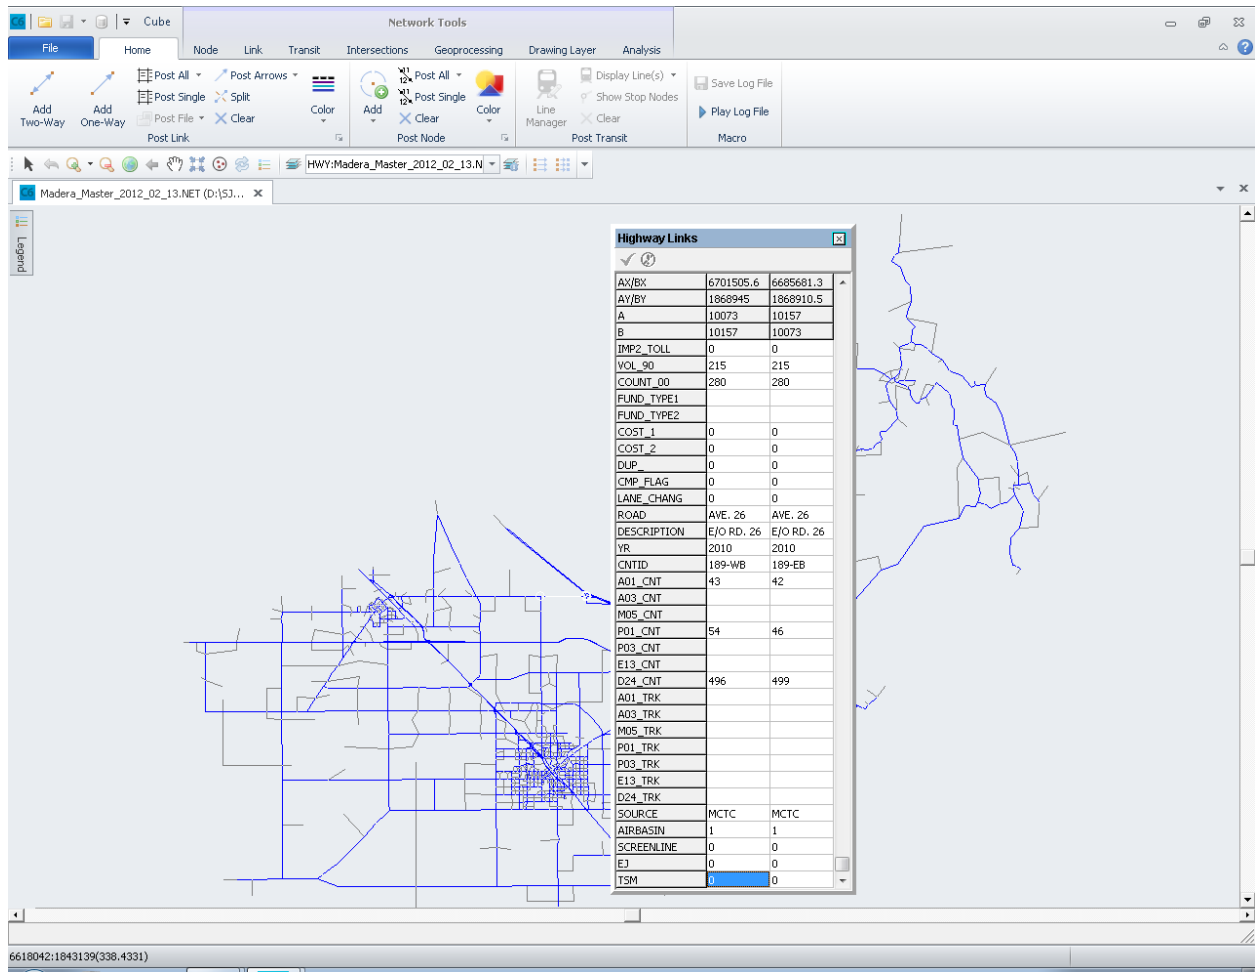 C6 Cube Network Tools
File Home Node Link Transit Intersections Geoprocessing Drawing Layer Analysis
Add Two-Way
Add One-Way
Post All Post Arrows
Post Single Split
Post File Clear
Color
Post Link
Add
Post All
Post Single
Clear
Color
Post Node
Line Manager
Display Line(s)
Show Stop Nodes
Clear
Post Transit
Save Log File
Play Log File
Macro
HWY:Madera_Master_2012_02_13.N
C6 Madera_Master_2012_02_13.NET (D:\SJ...
Legend
Highway Links
AX/BX 6701505.6 6685681.3
AY/BY 1868945 1868910.5
A 10073 10157
B 10157 10073
IMP2_TOLL 0 0
VOL_90 215 215
COUNT_00 280 280
FUND_TYPE1
FUND_TYPE2
COST_1 0 0
COST_2 0 0
DUP_ 0 0
CMP_FLAG 0 0
LANE_CHANG 0 0
ROAD AVE. 26 AVE. 26
DESCRIPTION E/O RD. 26 E/O RD. 26
YR 2010 2010
CNTID 189-WB 189-EB
A01_CNT 43 42
A03_CNT
M05_CNT
P01_CNT 54 46
P03_CNT
E13_CNT
D24_CNT 496 499
A01_TRK
A03_TRK
M05_TRK
P01_TRK
P03_TRK
E13_TRK
D24_TRK
SOURCE MCTC MCTC
AIRBASIN 1 1
SCREENLINE 0 0
EJ 0 0
TSM 0 0
6618042:1843139(338.4331)